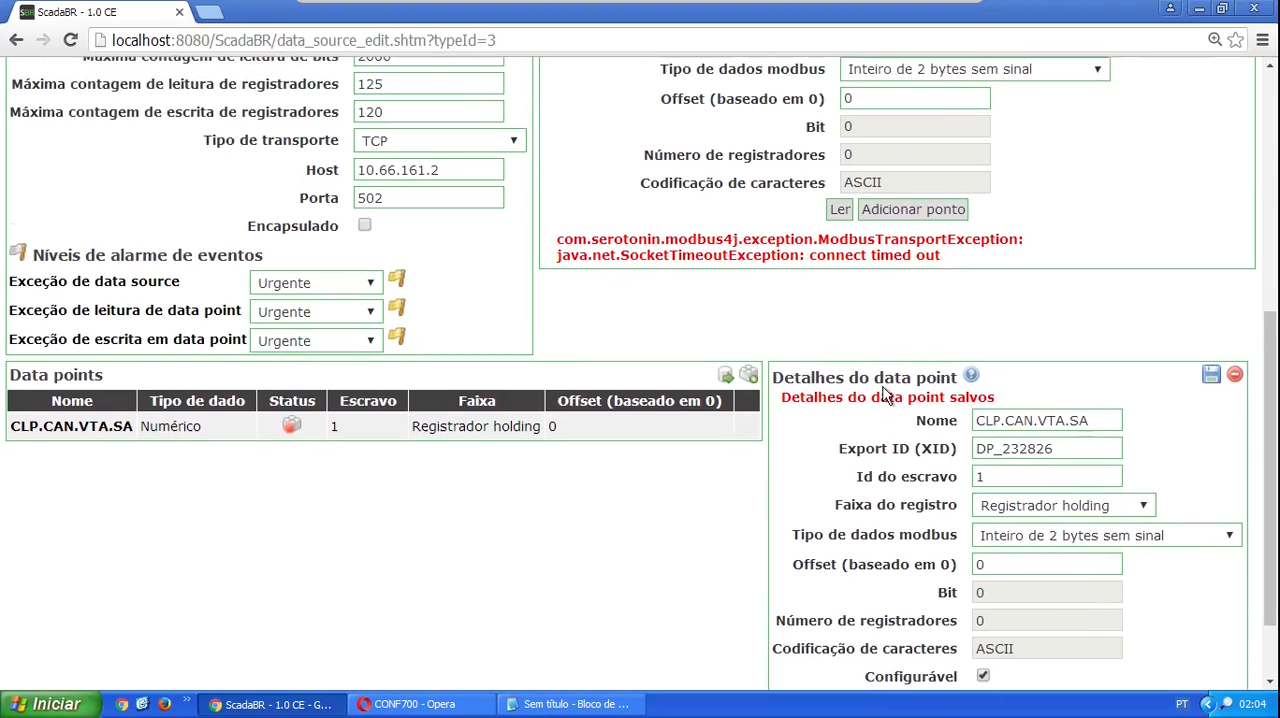 ScadaBR - 1.0 CE
localhost:8080/ScadaBR/data_source_edit.shtm?typeId=3
Máxima contagem de leitura de bits 2000
Máxima contagem de leitura de registradores 125
Máxima contagem de escrita de registradores 120
Tipo de transporte TCP
Host 10.66.161.2
Porta 502
Encapsulado
Níveis de alarme de eventos
Exceção de data source Urgente
Exceção de leitura de data point Urgente
Exceção de escrita em data point Urgente
Tipo de dados modbus Inteiro de 2 bytes sem sinal
Offset (baseado em 0) 0
Bit 0
Número de registradores 0
Codificação de caracteres ASCII
Ler Adicionar ponto
com.serotonin.modbus4j.exception.ModbusTransportException:
java.net.SocketTimeoutException: connect timed out
Data points
Nome Tipo de dado Status Escravo Faixa Offset (baseado em 0)
CLP.CAN.VTA.SA Numérico 1 Registrador holding 0
Detalhes do data point
Detalhes do data point salvos
Nome CLP.CAN.VTA.SA
Export ID (XID) DP_232826
Id do escravo 1
Faixa do registro Registrador holding
Tipo de dados modbus Inteiro de 2 bytes sem sinal
Offset (baseado em 0) 0
Bit 0
Número de registradores 0
Codificação de caracteres ASCII
Configurável
Iniciar ScadaBR - 1.0 CE - G... CONF700 - Opera Sem título - Bloco de ... PT 02:04